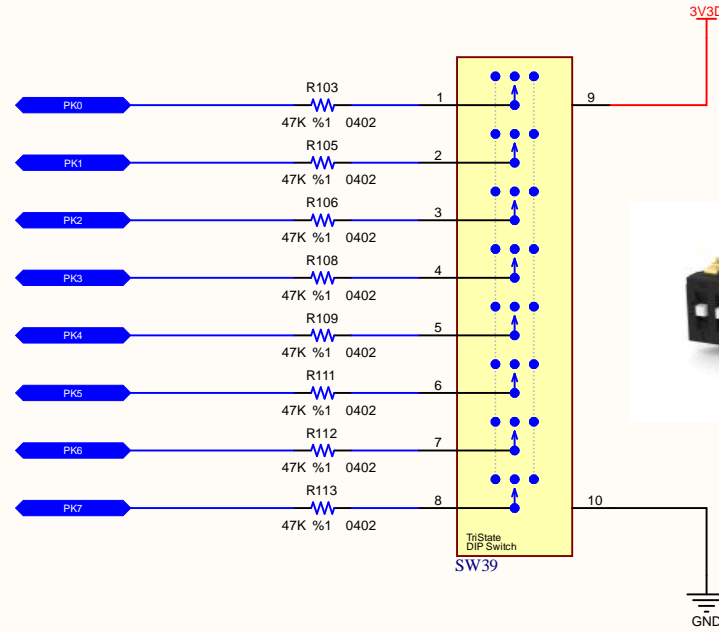 3V3D
R103
PK0
1
9
47K %1 0402
R105
PK1
2
47K %1 0402
R106
PK2
3
47K %1 0402
R108
PK3
4
47K %1 0402
R109
PK4
5
47K %1 0402
R111
PK5
6
47K %1 0402
R112
PK6
7
47K %1 0402
R113
PK7
8
10
47K %1 0402
TriState
DIP Switch
SW39
GND